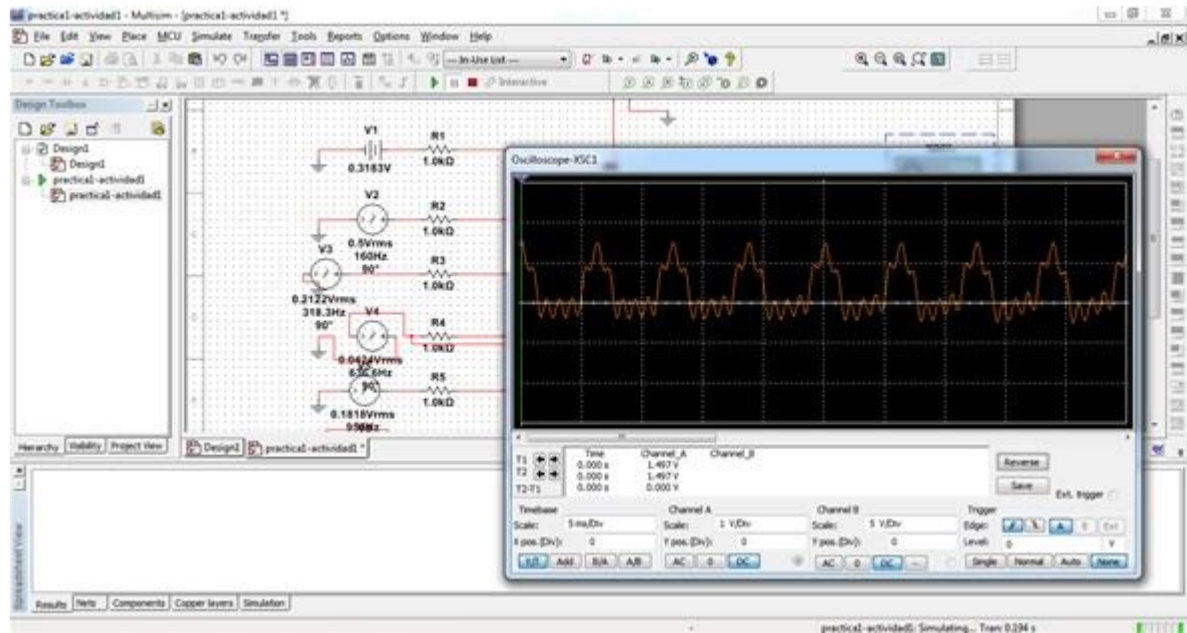 practica1-actividad1 - Multisim - [practica1-actividad1 *]
File Edit View Place MCU Simulate Transfer Tools Reports Options Window Help
--- In-Use List ---
Interactive
Design Toolbox
Design1
Design1
practica1-actividad1
practica1-actividad1
Hierarchy Visibility Project View
V1
0.3183V
R1
1.0kΩ
V2
0.5Vrms
160Hz
90°
R2
1.0kΩ
V3
0.2122Vrms
318.3Hz
90°
R3
1.0kΩ
V4
0.0424Vrms
636.6Hz
90°
R4
1.0kΩ
0.1818Vrms
R5
1.0kΩ
Design1 practica1-actividad1 *
Oscilloscope-XSC1
Time Channel_A Channel_B
T1 0.000 s 1.497 V
T2 0.000 s 1.497 V
T2-T1 0.000 s 0.000 V
Reverse
Save
Ext. trigger
Timebase Channel A Channel B Trigger
Scale: 5 ms/Div Scale: 1 V/Div Scale: 5 V/Div Edge: A B Ext
X pos.(Div): 0 Y pos.(Div): 0 Y pos.(Div): 0 Level: 0 V
Y/T Add B/A A/B AC 0 DC AC 0 DC - Single Normal Auto None
Spreadsheet View
Results Nets Components Copper layers Simulation
practica1-actividad1: Simulating... Tran: 0.194 s